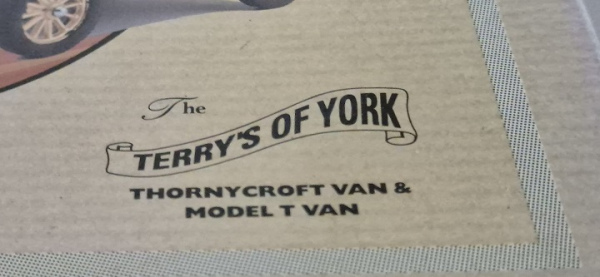 The
TERRY'S OF YORK
THORNYCROFT VAN &
MODEL T VAN